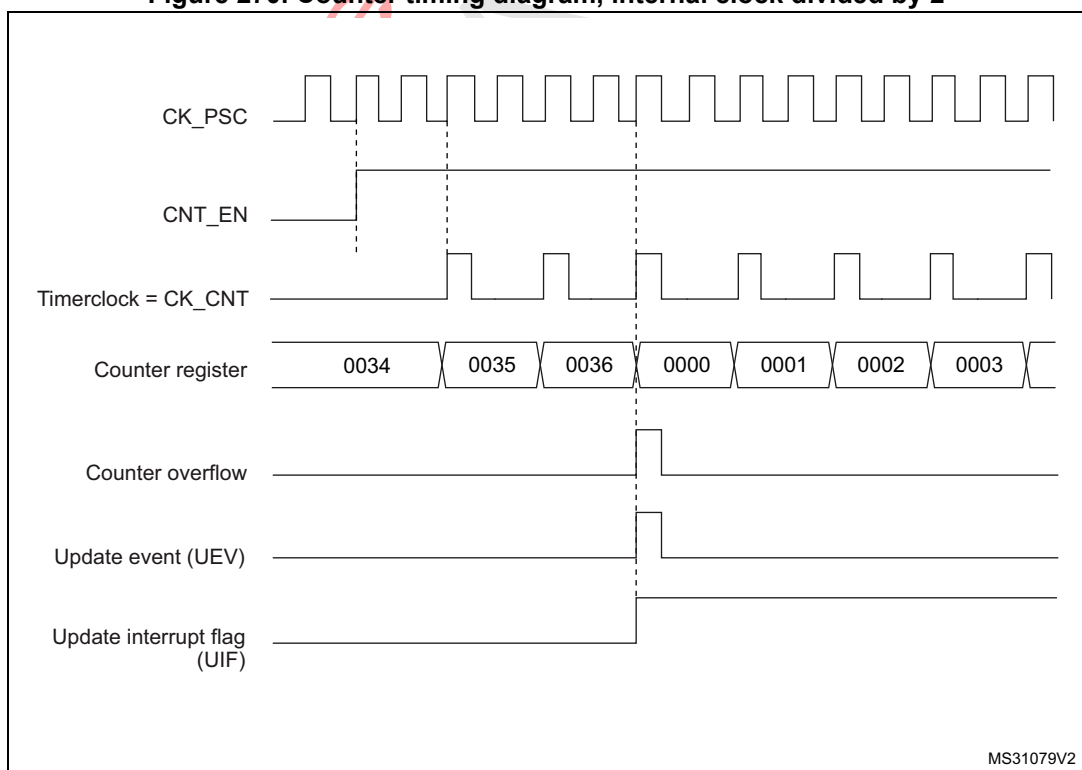 Figure 270. Counter timing diagram, internal clock divided by 2
CK_PSC
CNT_EN
Timerclock = CK_CNT
Counter register 0034 0035 0036 0000 0001 0002 0003
Counter overflow
Update event (UEV)
Update interrupt flag
(UIF)
MS31079V2